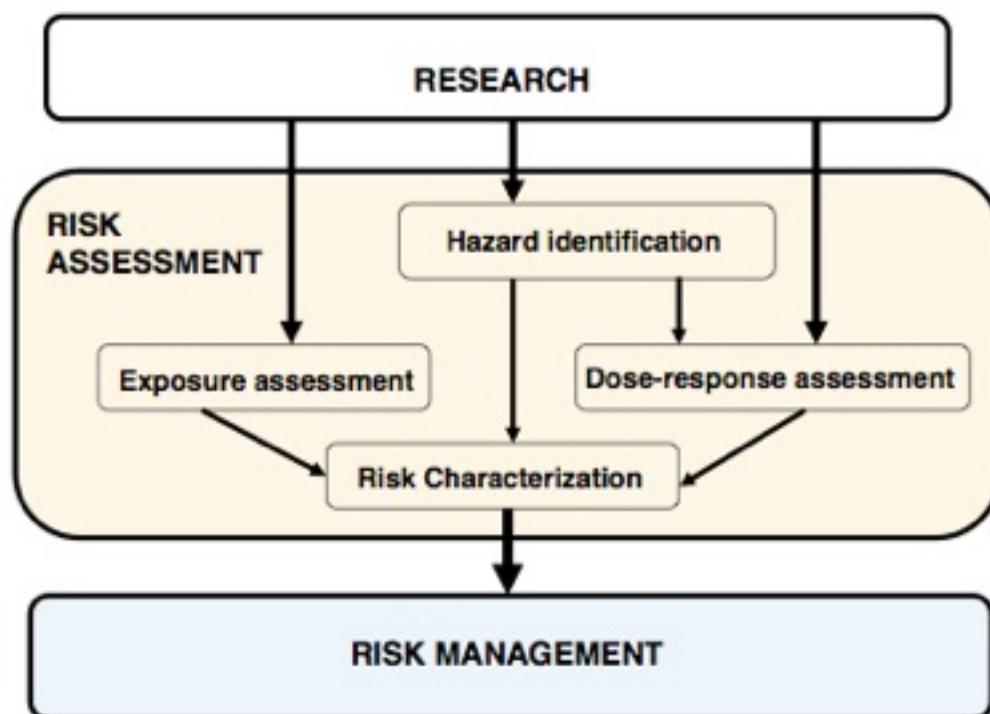 RESEARCH
RISK
ASSESSMENT
Hazard identification
Exposure assessment
Dose-response assessment
Risk Characterization
RISK MANAGEMENT